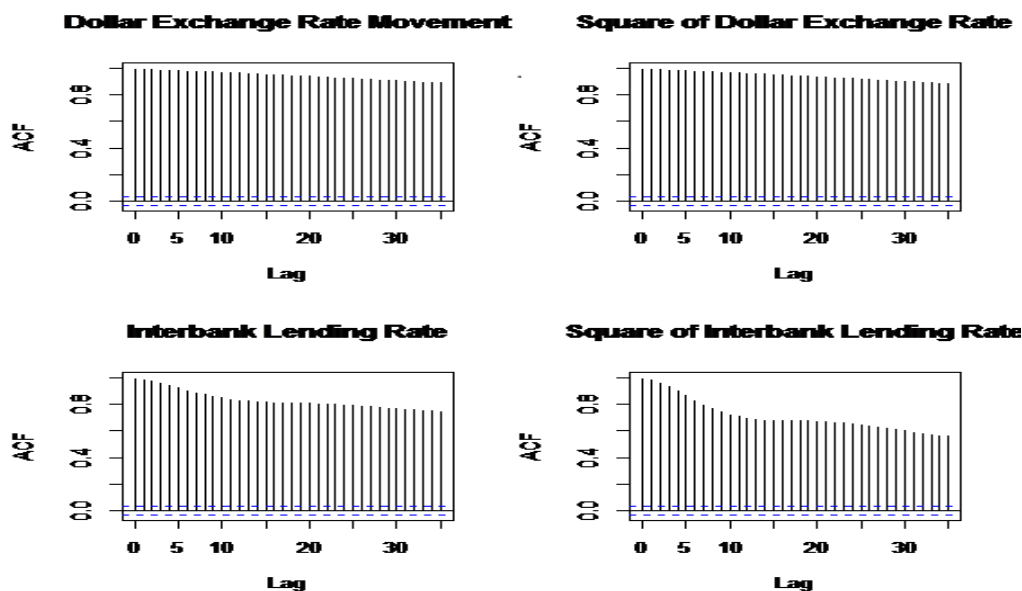 Dollar Exchange Rate Movement
ACF
0.0 0.4 0.8
0 5 10 20 30
Lag
Square of Dollar Exchange Rate
ACF
0.0 0.4 0.8
0 5 10 20 30
Lag
Interbank Lending Rate
ACF
0.0 0.4 0.8
0 5 10 20 30
Lag
Square of Interbank Lending Rate
ACF
0.0 0.4 0.8
0 5 10 20 30
Lag